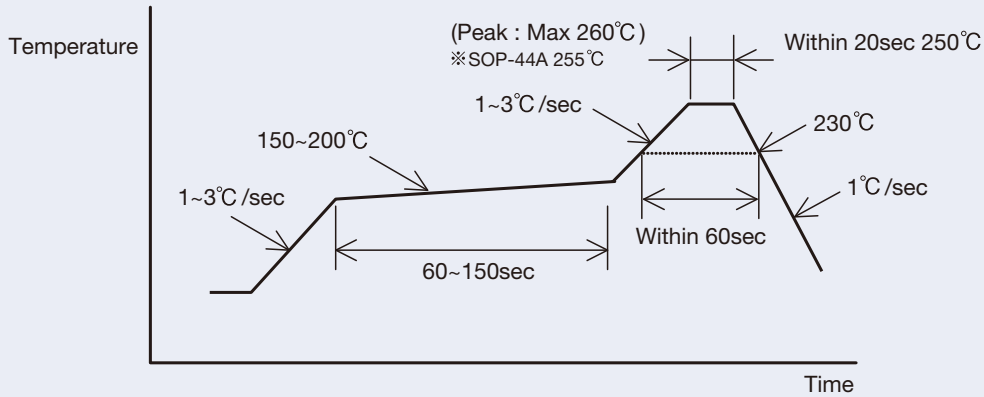 Temperature
(Peak : Max 260℃)
※SOP-44A 255℃
Within 20sec 250℃
1~3℃/sec
230℃
150~200℃
1~3℃/sec
1℃/sec
Within 60sec
60~150sec
Time